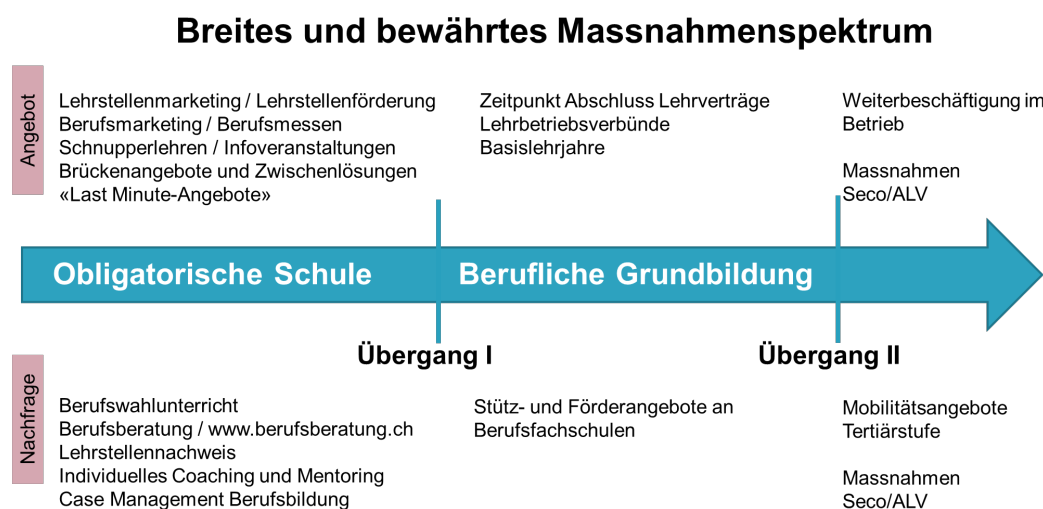 Breites und bewährtes Massnahmenspektrum
Angebot
Lehrstellenmarketing / Lehrstellenförderung
Berufsmarketing / Berufsmessen
Schnupperlehren / Infoveranstaltungen
Brückenangebote und Zwischenlösungen
«Last Minute-Angebote»
Zeitpunkt Abschluss Lehrverträge
Lehrbetriebsverbünde
Basislehrjahre
Weiterbeschäftigung im
Betrieb
Massnahmen
Seco/ALV
Obligatorische Schule
Berufliche Grundbildung
Übergang I
Übergang II
Nachfrage
Berufswahlunterricht
Berufsberatung / www.berufsberatung.ch
Lehrstellennachweis
Individuelles Coaching und Mentoring
Case Management Berufsbildung
Stütz- und Förderangebote an
Berufsfachschulen
Mobilitätsangebote
Tertiärstufe
Massnahmen
Seco/ALV